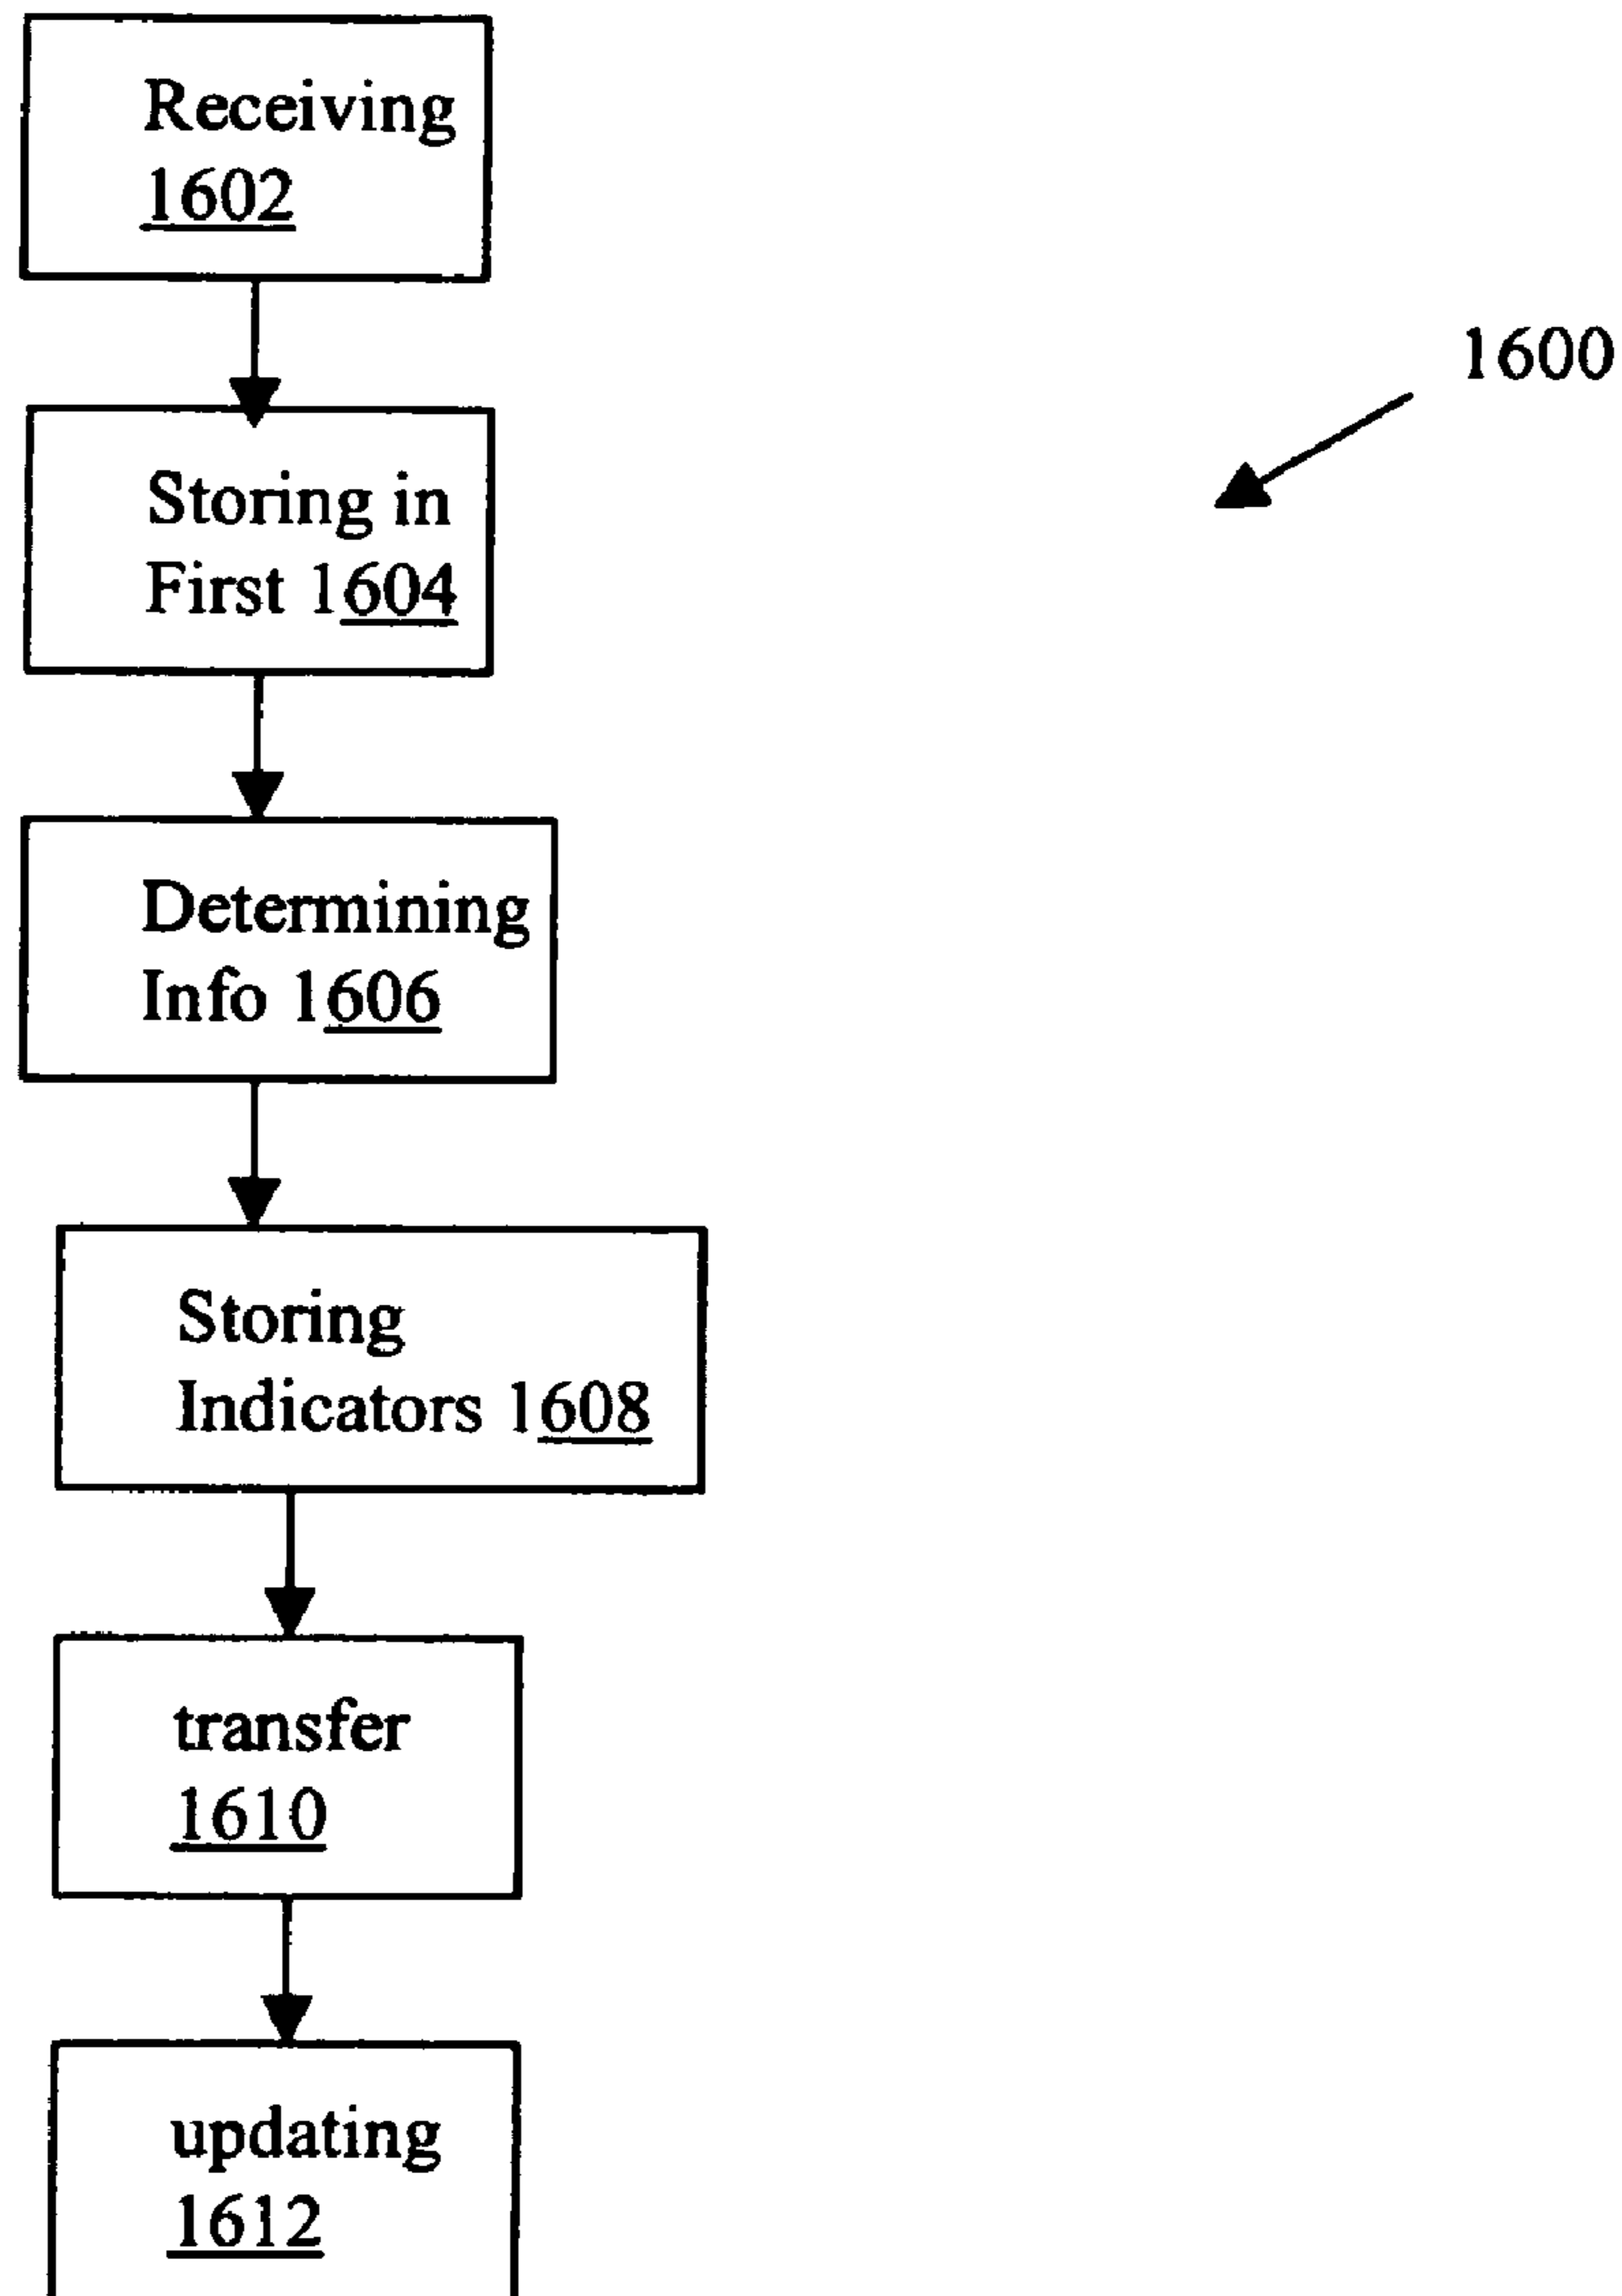 Receiving
1602
1600
Storing in
First 1604
Determining
Info 1606
Storing
Indicators 1608
transfer
1610
updating
1612